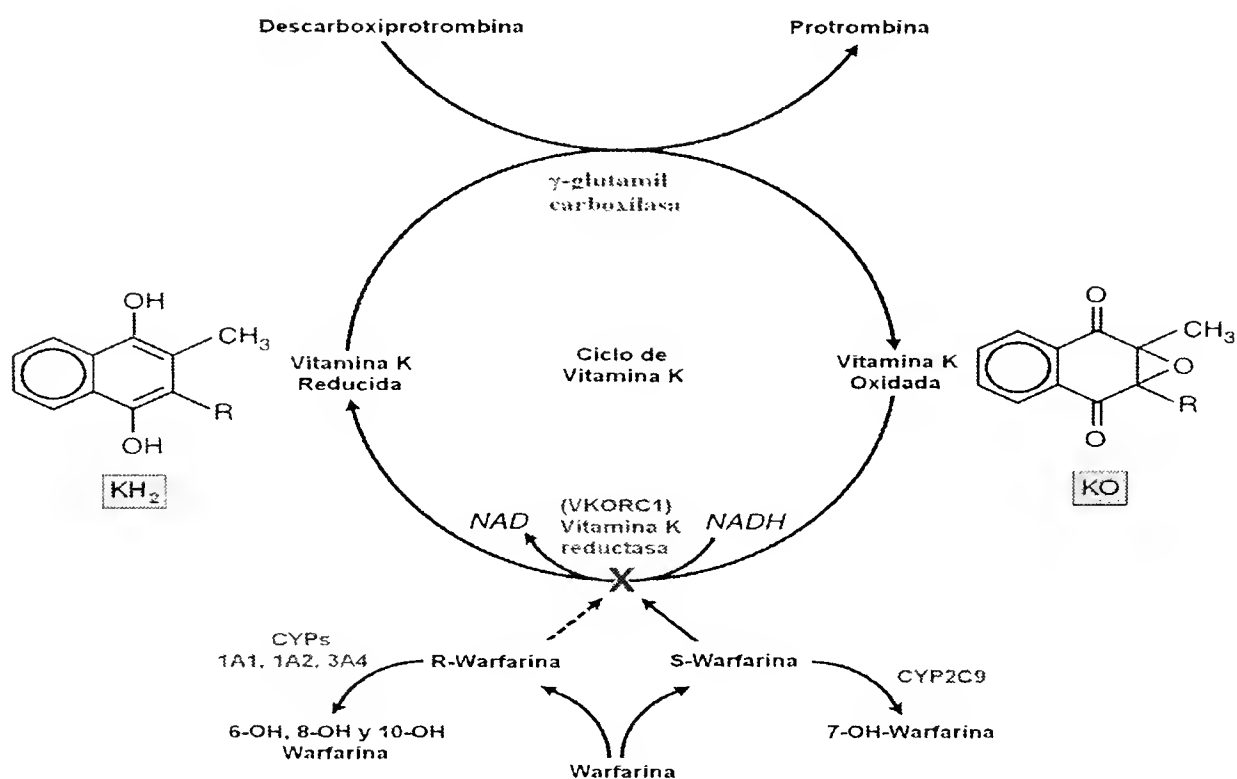 Descarboxiprotrombina
Protrombina
γ-glutamil
carboxilasa
OH
CH₃
R
OH
KH₂
Vitamina K
Reducida
Ciclo de
Vitamina K
Vitamina K
Oxidada
O
CH₃
O
R
O
KO
NAD
(VKORC1)
Vitamina K
reductasa
NADH
X
CYPs
1A1, 1A2, 3A4
R-Warfarina
S-Warfarina
CYP2C9
6-OH, 8-OH y 10-OH
Warfarina
7-OH-Warfarina
Warfarina